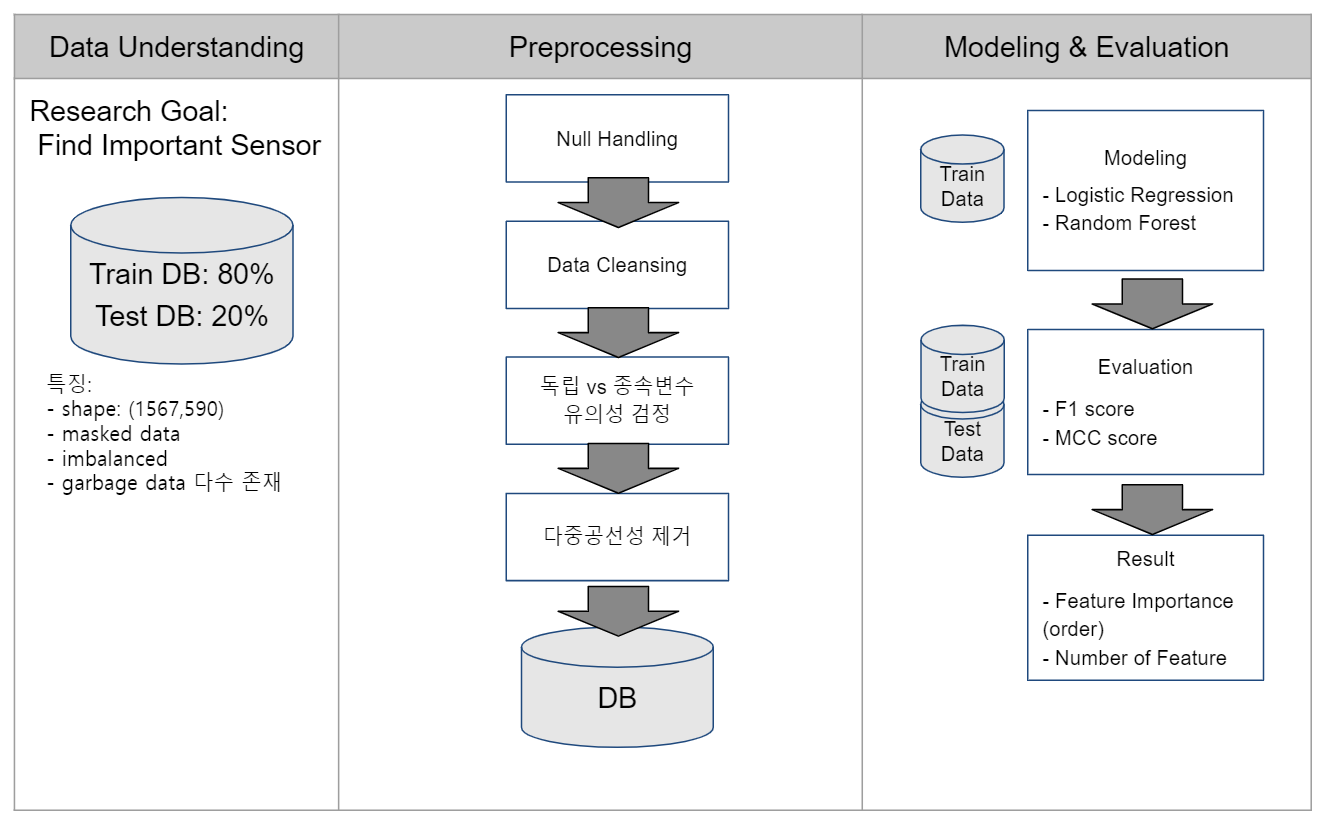 Data Understanding
Preprocessing
Modeling & Evaluation
Research Goal:
Find Important Sensor
Train DB: 80%
Test DB: 20%
특징:
- shape: (1567,590)
- masked data
- imbalanced
- garbage data 다수 존재
Null Handling
Data Cleansing
독립 vs 종속변수
유의성 검정
다중공선성 제거
DB
Train
Data
Modeling
- Logistic Regression
- Random Forest
Train
Data
Test
Data
Evaluation
- F1 score
- MCC score
Result
- Feature Importance
(order)
- Number of Feature